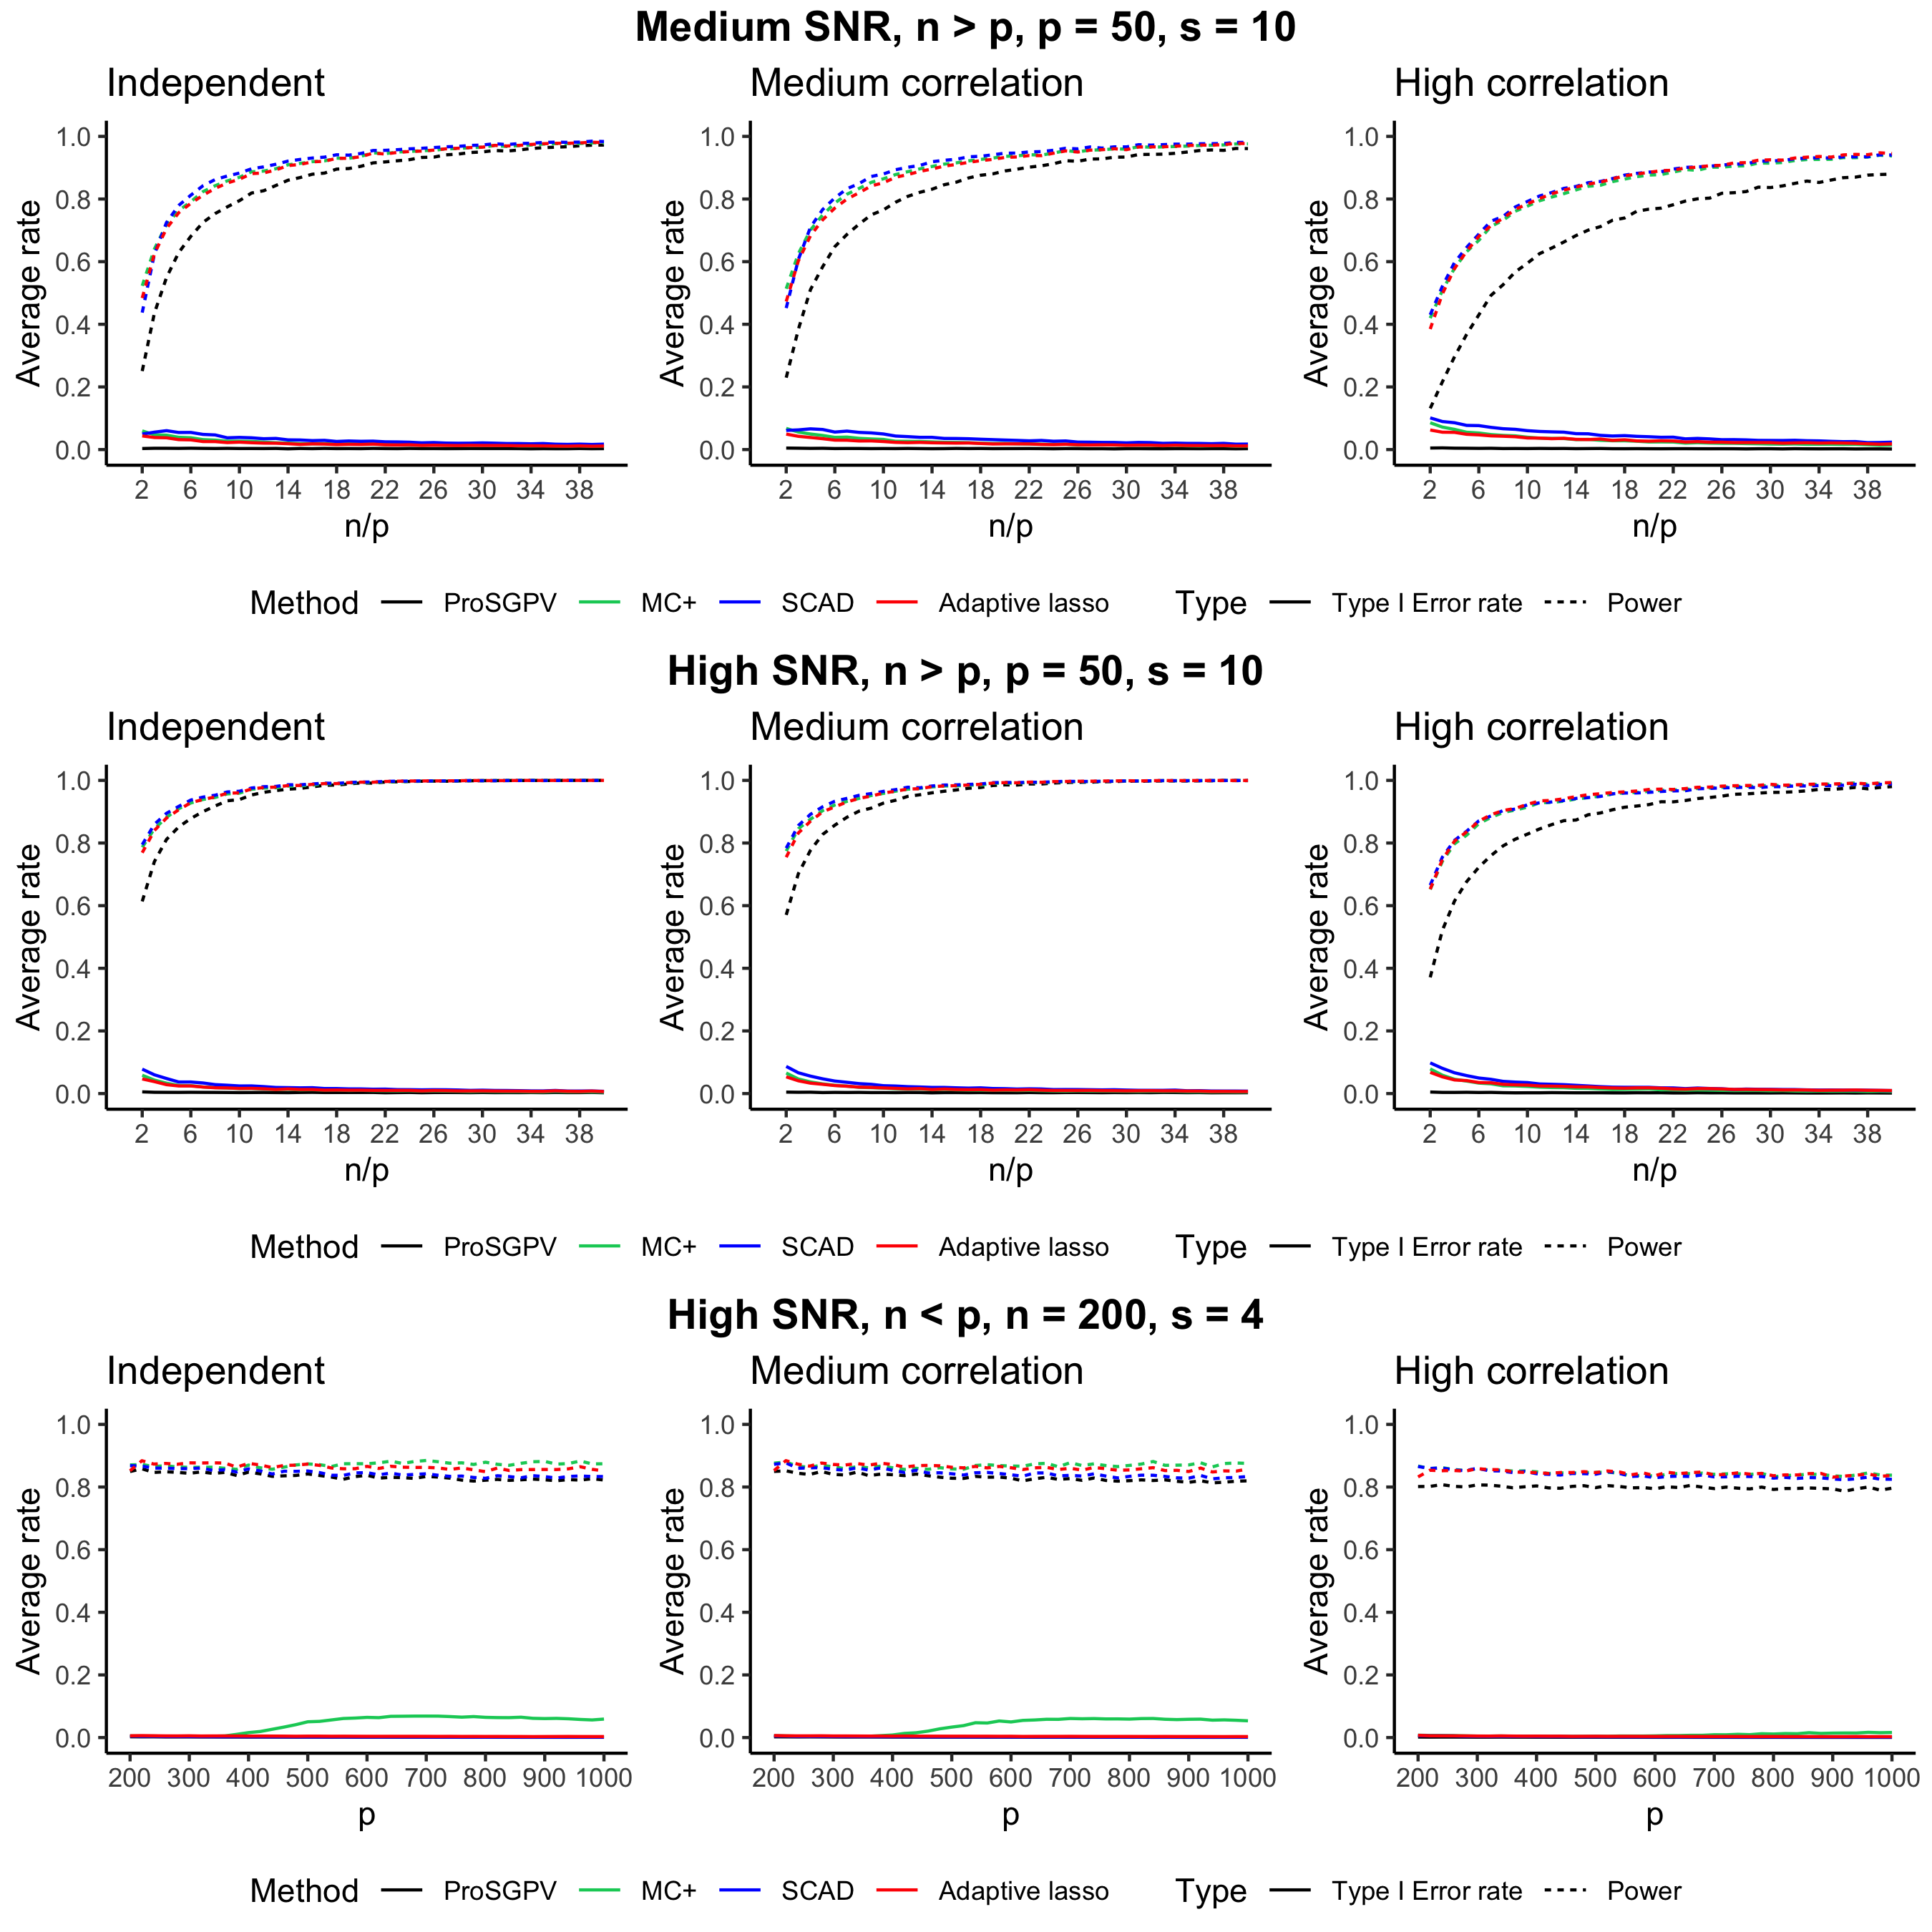 Medium SNR, n > p, p = 50, s = 10
Independent
Medium correlation
High correlation
Average rate
1.0
0.8
0.6
0.4
0.2
0.0
2 6 10 14 18 22 26 30 34 38
n/p
Average rate
1.0
0.8
0.6
0.4
0.2
0.0
2 6 10 14 18 22 26 30 34 38
n/p
Average rate
1.0
0.8
0.6
0.4
0.2
0.0
2 6 10 14 18 22 26 30 34 38
n/p
Method ProSGPV MC+ SCAD Adaptive lasso Type Type I Error rate Power
High SNR, n > p, p = 50, s = 10
Independent
Medium correlation
High correlation
Average rate
1.0
0.8
0.6
0.4
0.2
0.0
2 6 10 14 18 22 26 30 34 38
n/p
Average rate
1.0
0.8
0.6
0.4
0.2
0.0
2 6 10 14 18 22 26 30 34 38
n/p
Average rate
1.0
0.8
0.6
0.4
0.2
0.0
2 6 10 14 18 22 26 30 34 38
n/p
Method ProSGPV MC+ SCAD Adaptive lasso Type Type I Error rate Power
High SNR, n < p, n = 200, s = 4
Independent
Medium correlation
High correlation
Average rate
1.0
0.8
0.6
0.4
0.2
0.0
200 300 400 500 600 700 800 900 1000
p
Average rate
1.0
0.8
0.6
0.4
0.2
0.0
200 300 400 500 600 700 800 900 1000
p
Average rate
1.0
0.8
0.6
0.4
0.2
0.0
200 300 400 500 600 700 800 900 1000
p
Method ProSGPV MC+ SCAD Adaptive lasso Type Type I Error rate Power